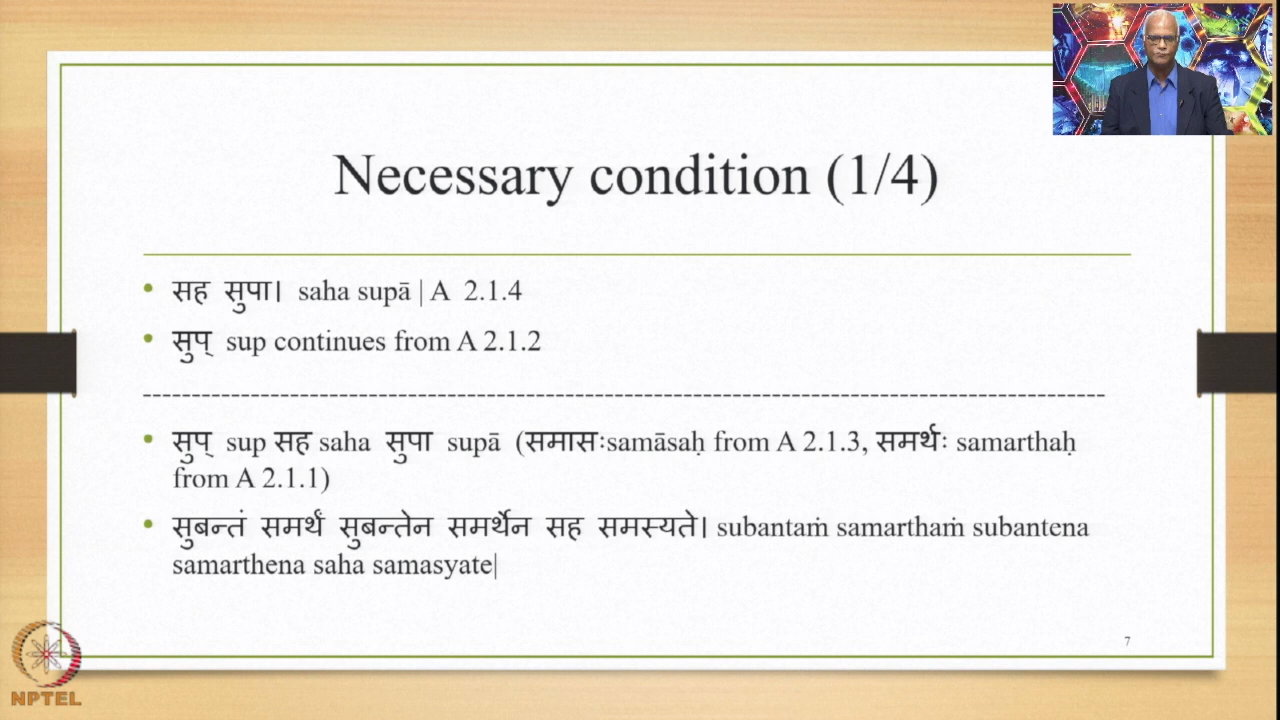 Necessary condition (1/4)
सह सुपा। saha supā | A 2.1.4
सुप् sup continues from A 2.1.2
सुप् sup सह saha सुपा supā (समासःsamāsaḥ from A 2.1.3, समर्थः samarthaḥ
from A 2.1.1)
सुबन्तं समर्थं सुबन्तेन समर्थेन सह समस्यते। subantaṁ samarthaṁ subantena
samarthena saha samasyate|
7
NPTEL